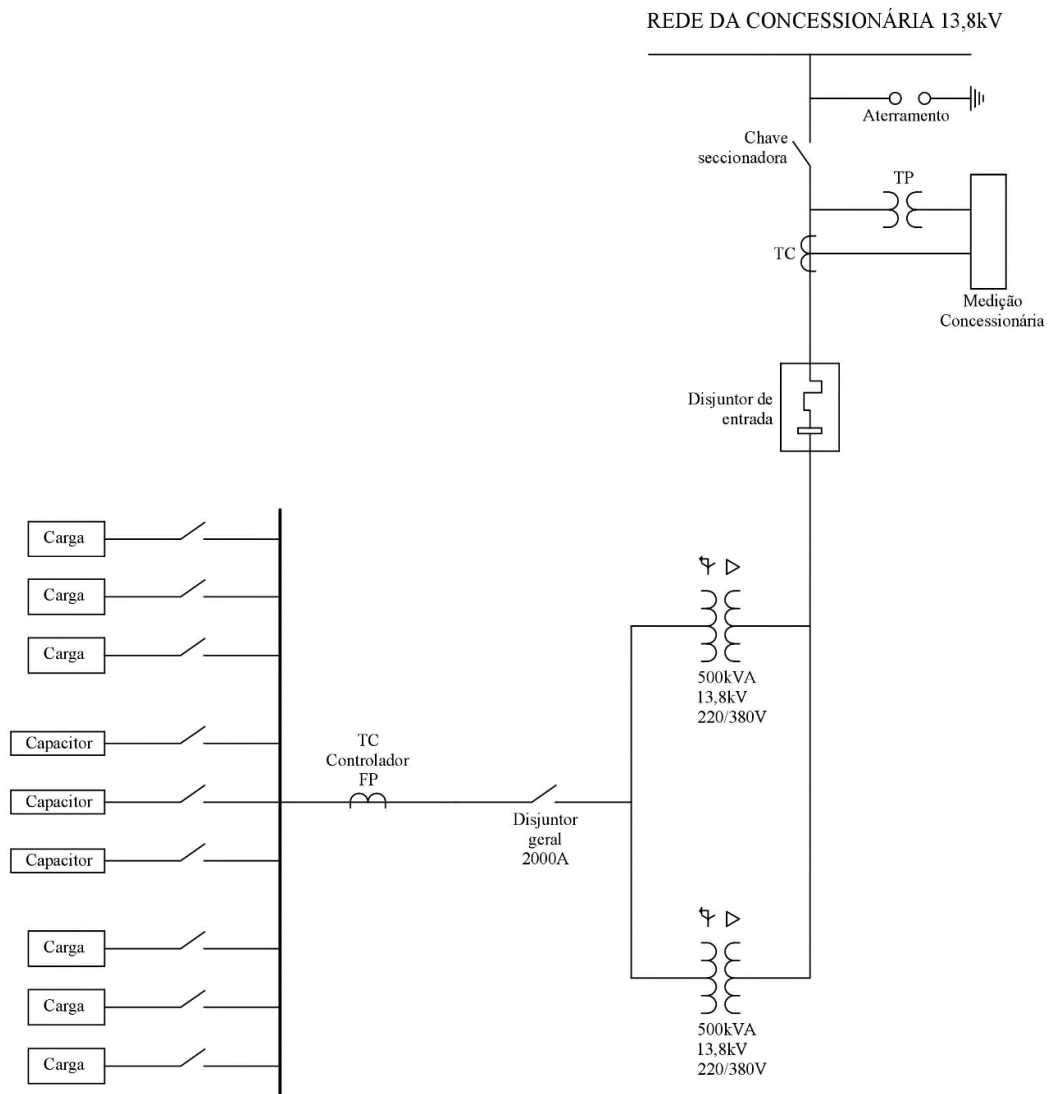 REDE DA CONCESSIONÁRIA 13,8kV
Aterramento
Chave
seccionadora
TP
TC
Medição
Concessionária
Disjuntor de
entrada
Carga
Carga
Carga
500kVA
13,8kV
220/380V
Capacitor
Capacitor
Capacitor
TC
Controlador
FP
Disjuntor
geral
2000A
Carga
Carga
Carga
500kVA
13,8kV
220/380V